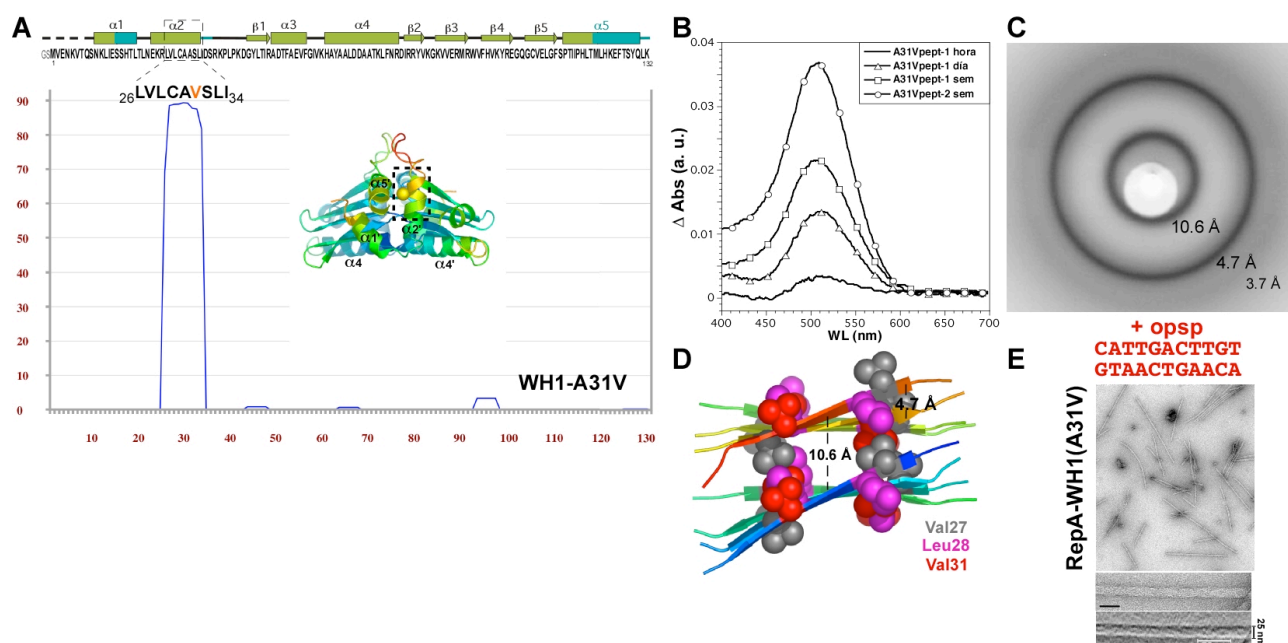 A
α1 α2 β1 α3 α4 β2 β3 β4 β5 α5
GSMVENKVTQSNKLIESSHTLTLNEKRLVLCAASLIDSRKPLPKDGYLTIRADTFAEVFGIVKHAYAALDDAATKLFNRDIRRYVKGKVVERMRWVFHVKYREGQGCVELGFSPTIIPHLTMLHKEFTSYQLK
1 132
26LVLCAVSLI34
90
80
70
60
50
40
30
20
10
0
α5' α1' α2' α4 α4'
WH1-A31V
10 20 30 40 50 60 70 80 90 100 110 120 130
B
0.04
0.03
0.02
0.01
0
Δ Abs (a. u.)
A31Vpept-1 hora
A31Vpept-1 día
A31Vpept-1 sem
A31Vpept-2 sem
400 450 500 550 600 650 700
WL (nm)
C
10.6 Å
4.7 Å
3.7 Å
D
4.7 Å
10.6 Å
Val27
Leu28
Val31
E
+ opsp
CATTGACTTGT
GTAACTGAACA
RepA-WH1(A31V)
25 nm